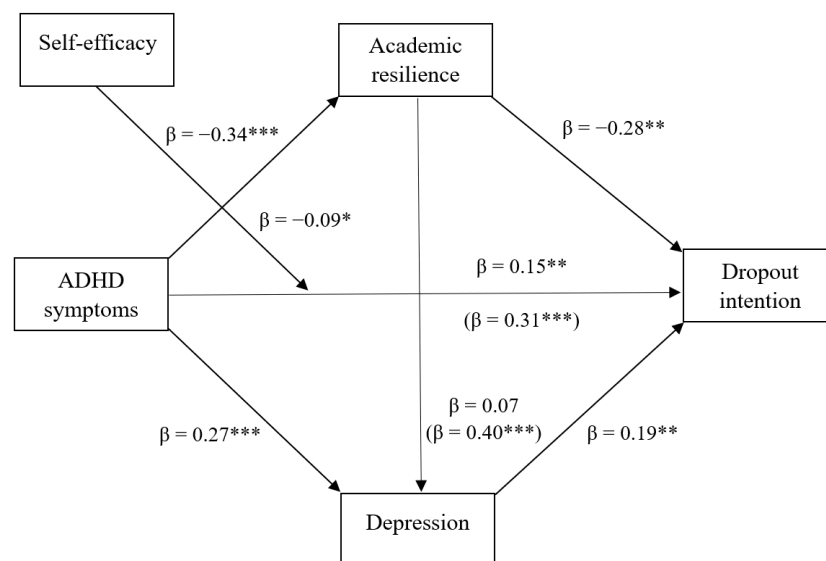 Self-efficacy
Academic
resilience
β = −0.34***
β = −0.28**
β = −0.09*
ADHD
symptoms
β = 0.15**
(β = 0.31***)
Dropout
intention
β = 0.27***
β = 0.07
(β = 0.40***)
β = 0.19**
Depression